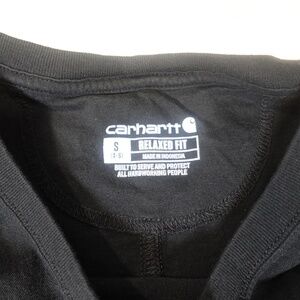 carhartt
S RELAXED FIT
MADE IN INDONESIA
BUILT TO SERVE AND PROTECT
ALL HARDWORKING PEOPLE